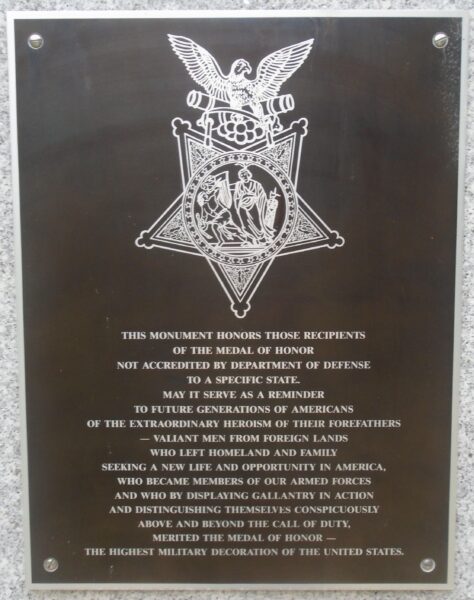 THIS MONUMENT HONORS THOSE RECIPIENTS
OF THE MEDAL OF HONOR
NOT ACCREDITED BY DEPARTMENT OF DEFENSE
TO A SPECIFIC STATE.
MAY IT SERVE AS A REMINDER
TO FUTURE GENERATIONS OF AMERICANS
OF THE EXTRAORDINARY HEROISM OF THEIR FOREFATHERS
— VALIANT MEN FROM FOREIGN LANDS
WHO LEFT HOMELAND AND FAMILY
SEEKING A NEW LIFE AND OPPORTUNITY IN AMERICA,
WHO BECAME MEMBERS OF OUR ARMED FORCES
AND WHO BY DISPLAYING GALLANTRY IN ACTION
AND DISTINGUISHING THEMSELVES CONSPICUOUSLY
ABOVE AND BEYOND THE CALL OF DUTY,
MERITED THE MEDAL OF HONOR —
THE HIGHEST MILITARY DECORATION OF THE UNITED STATES.